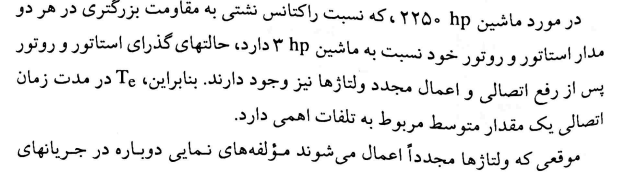 در مورد ماشین ۲۲۵۰ hp ، که نسبت راکتانس نشتی به مقاومت بزرگتری در هر دو
مدار استاتور و روتور خود نسبت به ماشین ۳ hp دارد، حالتهای گذرای استاتور و روتور
پس از رفع اتصالی و اعمال مجدد ولتاژها نیز وجود دارند. بنابراین، Te در مدت زمان
اتصالی یک مقدار متوسط مربوط به تلفات اهمی دارد.
موقعی که ولتاژها مجدداً اعمال می‌شوند مؤلفه‌های نمایی دوباره در جریانهای